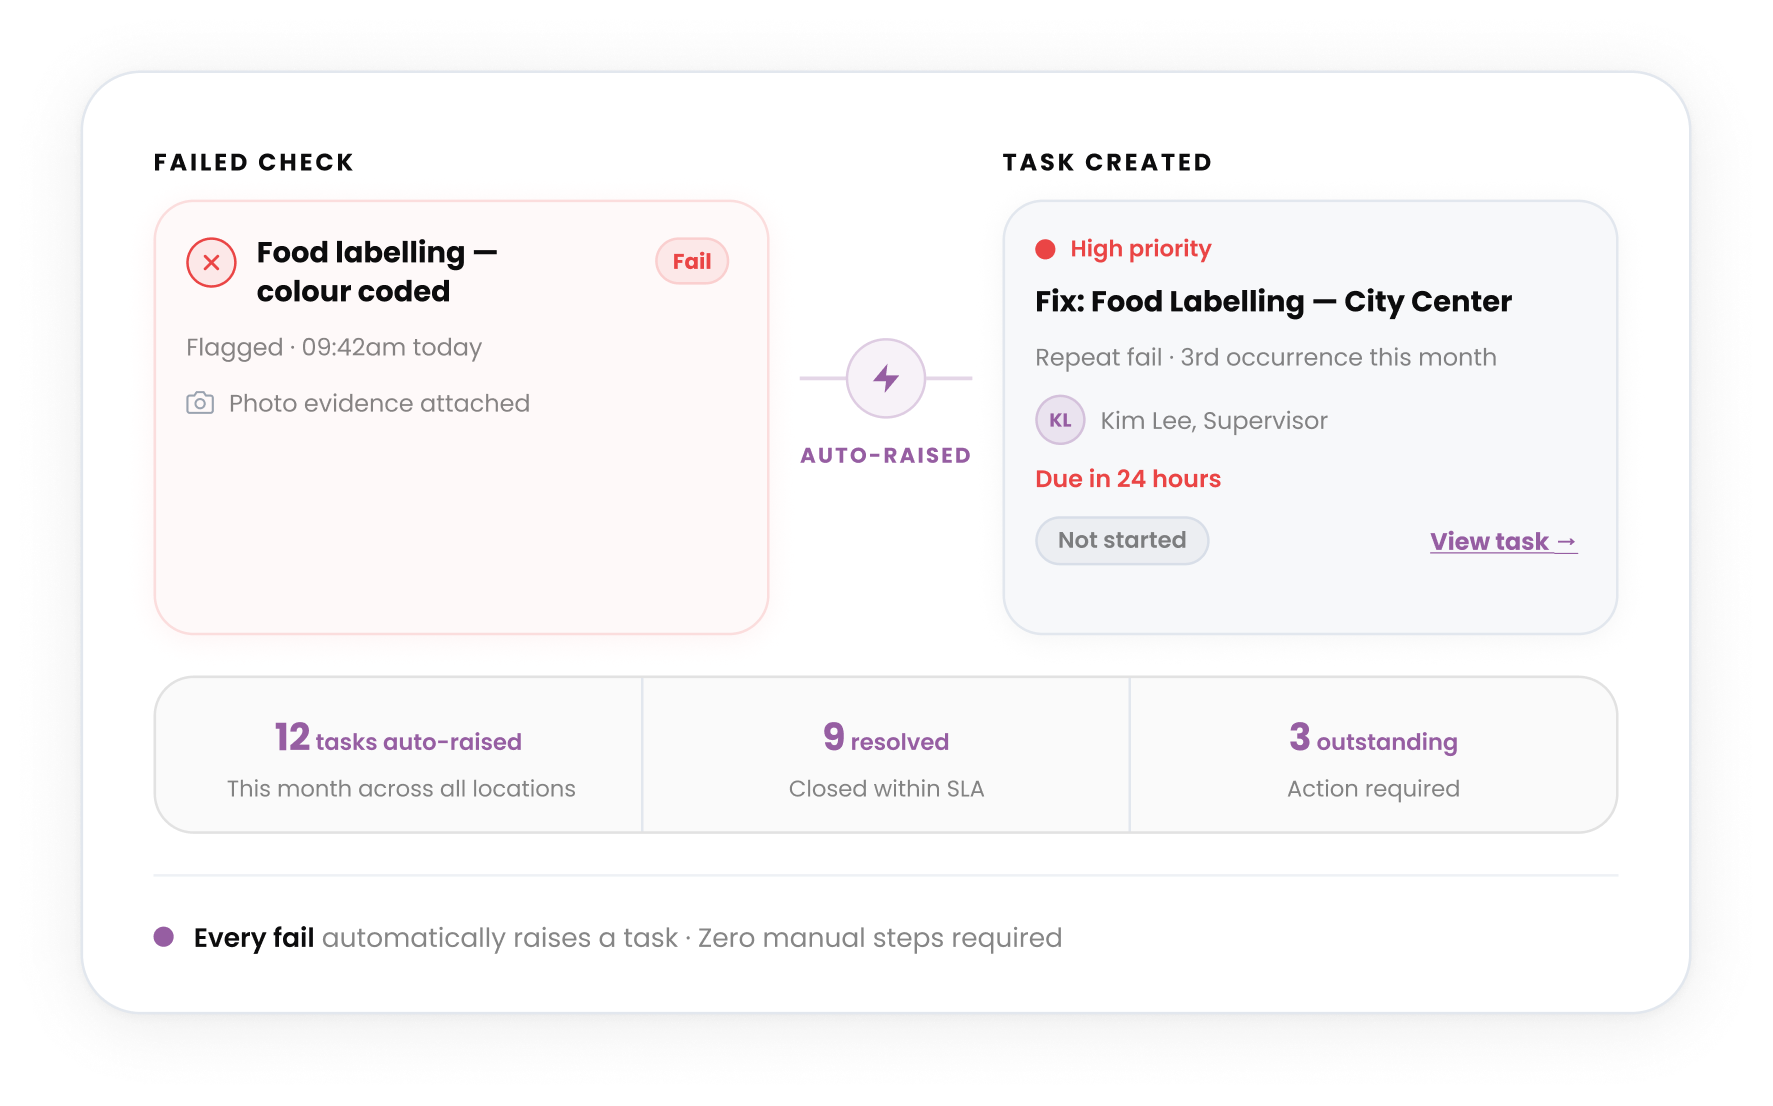 FAILED CHECK
Food labelling —
colour coded
Fail
Flagged · 09:42am today
Photo evidence attached
AUTO-RAISED
TASK CREATED
High priority
Fix: Food Labelling — City Center
Repeat fail · 3rd occurrence this month
KL
Kim Lee, Supervisor
Due in 24 hours
Not started
View task →
12 tasks auto-raised
This month across all locations
9 resolved
Closed within SLA
3 outstanding
Action required
Every fail automatically raises a task · Zero manual steps required